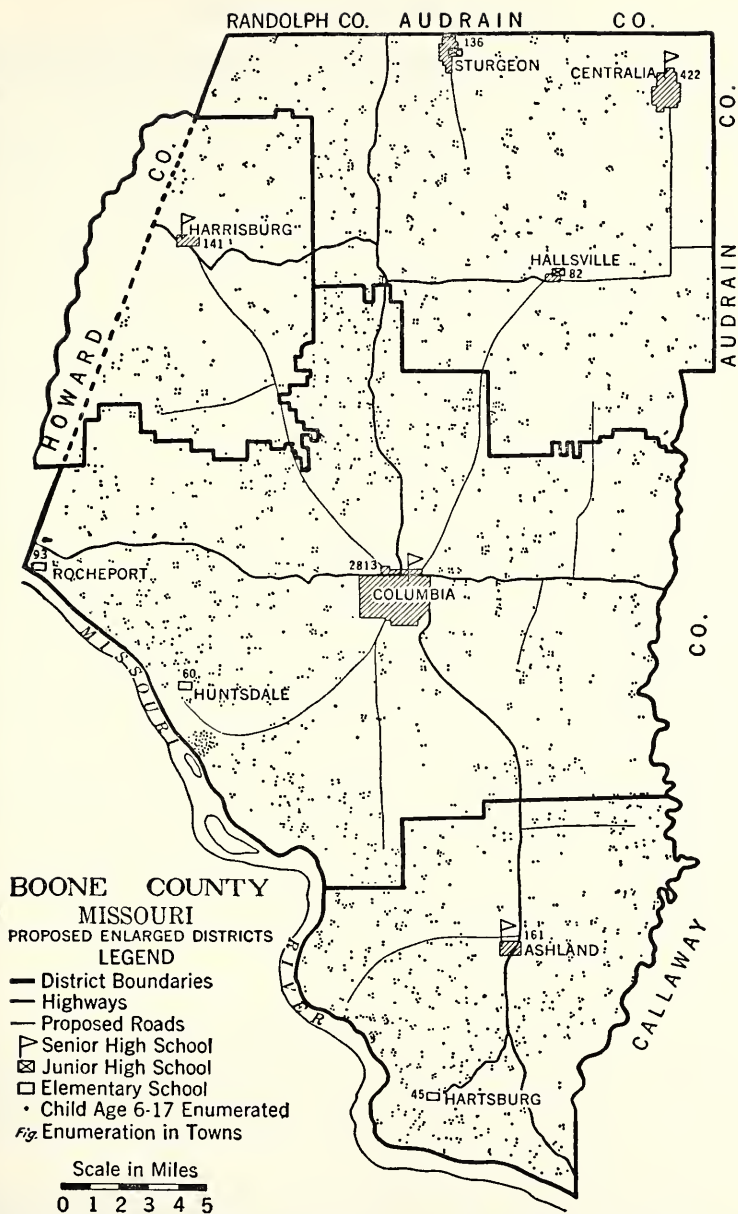 RANDOLPH CO. AUDRAIN CO.
136
STURGEON
CENTRALIA
422
CO.
CO.
HARRISBURG
141
HALLSVILLE
82
AUDRAIN
HOWARD
93
ROCHEPORT
2813
COLUMBIA
CO.
MISSOURI
60
HUNTSDALE
BOONE COUNTY
MISSOURI
PROPOSED ENLARGED DISTRICTS
LEGEND
District Boundaries
Highways
Proposed Roads
Senior High School
Junior High School
Elementary School
Child Age 6-17 Enumerated
Fig. Enumeration in Towns
RIVER
161
ASHLAND
CALLAWAY
45
HARTSBURG
Scale in Miles
0 1 2 3 4 5